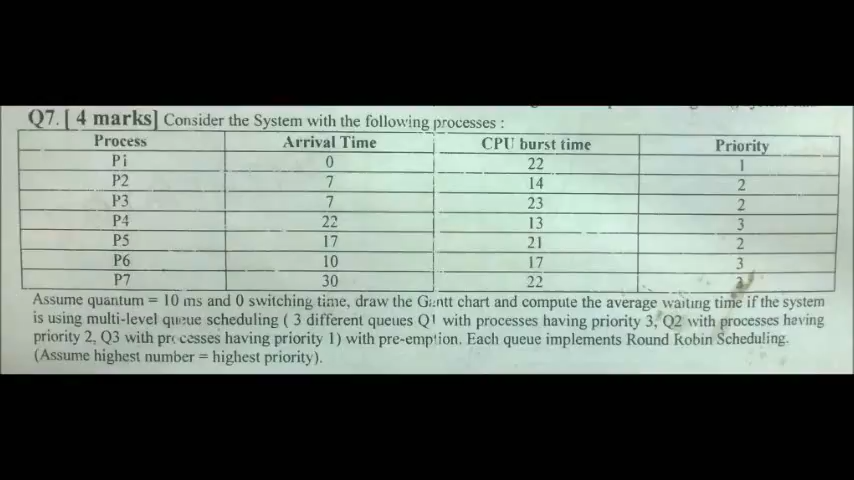 Q7. [ 4 marks] Consider the System with the following processes :
Process Arrival Time CPU burst time Priority
P1 0 22 1
P2 7 14 2
P3 7 23 2
P4 22 13 3
P5 17 21 2
P6 10 17 3
P7 30 22
Assume quantum = 10 ms and 0 switching time, draw the Gantt chart and compute the average waiting time if the system
is using multi-level queue scheduling ( 3 different queues Q1 with processes having priority 3, Q2 with processes having
priority 2, Q3 with processes having priority 1) with pre-emption. Each queue implements Round Robin Scheduling.
(Assume highest number = highest priority).